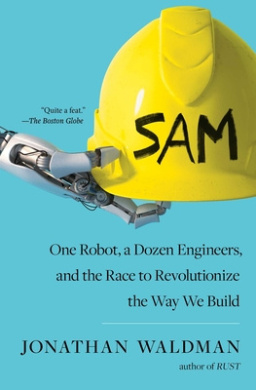 SAM
"Quite a feat."
—The Boston Globe
One Robot, a Dozen Engineers,
and the Race to Revolutionize
the Way We Build
JONATHAN WALDMAN
author of RUST